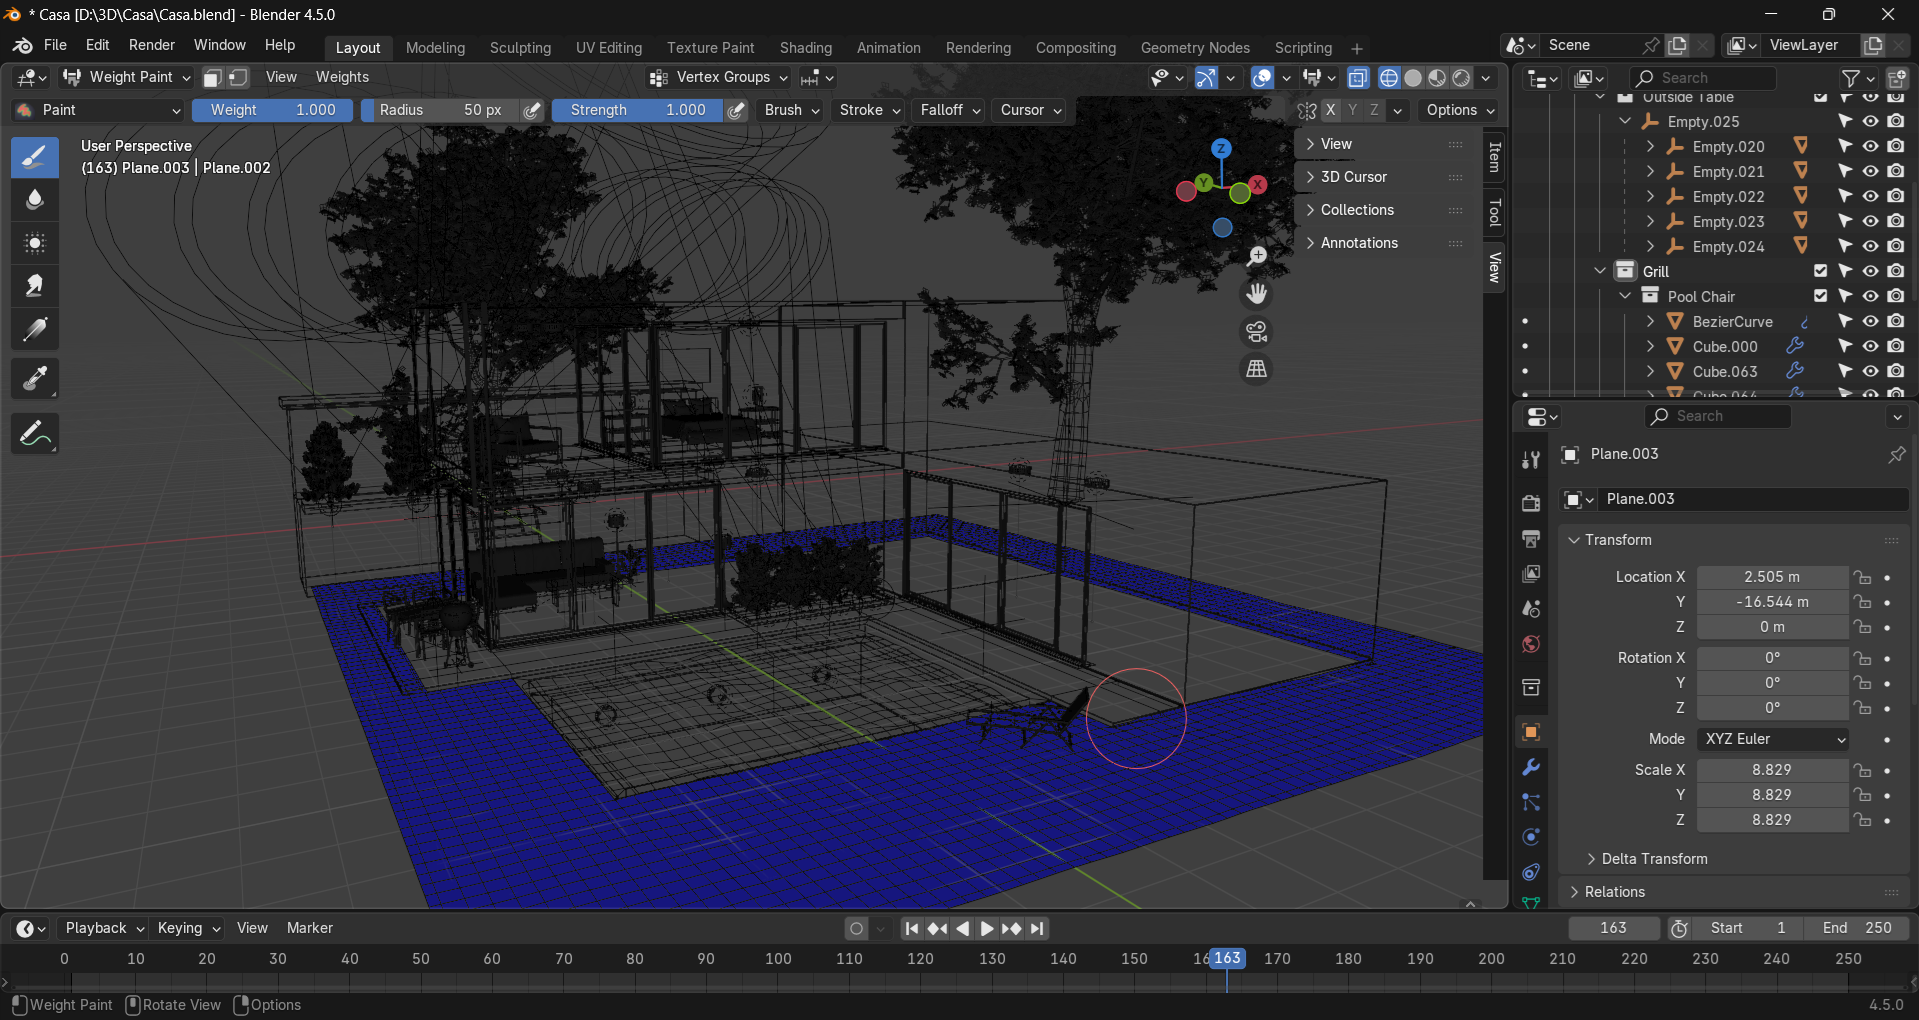 * Casa [D:\3D\Casa\Casa.blend] - Blender 4.5.0
File Edit Render Window Help Layout Modeling Sculpting UV Editing Texture Paint Shading Animation Rendering Compositing Geometry Nodes Scripting + Scene ViewLayer
Weight Paint View Weights Vertex Groups Search
Paint Weight 1.000 Radius 50 px Strength 1.000 Brush Stroke Falloff Cursor X Y Z Options
User Perspective
(163) Plane.003 | Plane.002
Z
Y
X
View
3D Cursor
Collections
Annotations
Item
Tool
View
Outside Table
Empty.025
Empty.020
Empty.021
Empty.022
Empty.023
Empty.024
Grill
Pool Chair
BezierCurve
Cube.000
Cube.063
Cube.064
Search
Plane.003
Plane.003
Transform
Location X 2.505 m
Y -16.544 m
Z 0 m
Rotation X 0°
Y 0°
Z 0°
Mode XYZ Euler
Scale X 8.829
Y 8.829
Z 8.829
Delta Transform
Relations
Playback Keying View Marker 163 Start 1 End 250
0 10 20 30 40 50 60 70 80 90 100 110 120 130 140 150 16 163 170 180 190 200 210 220 230 240 250
Weight Paint Rotate View Options 4.5.0